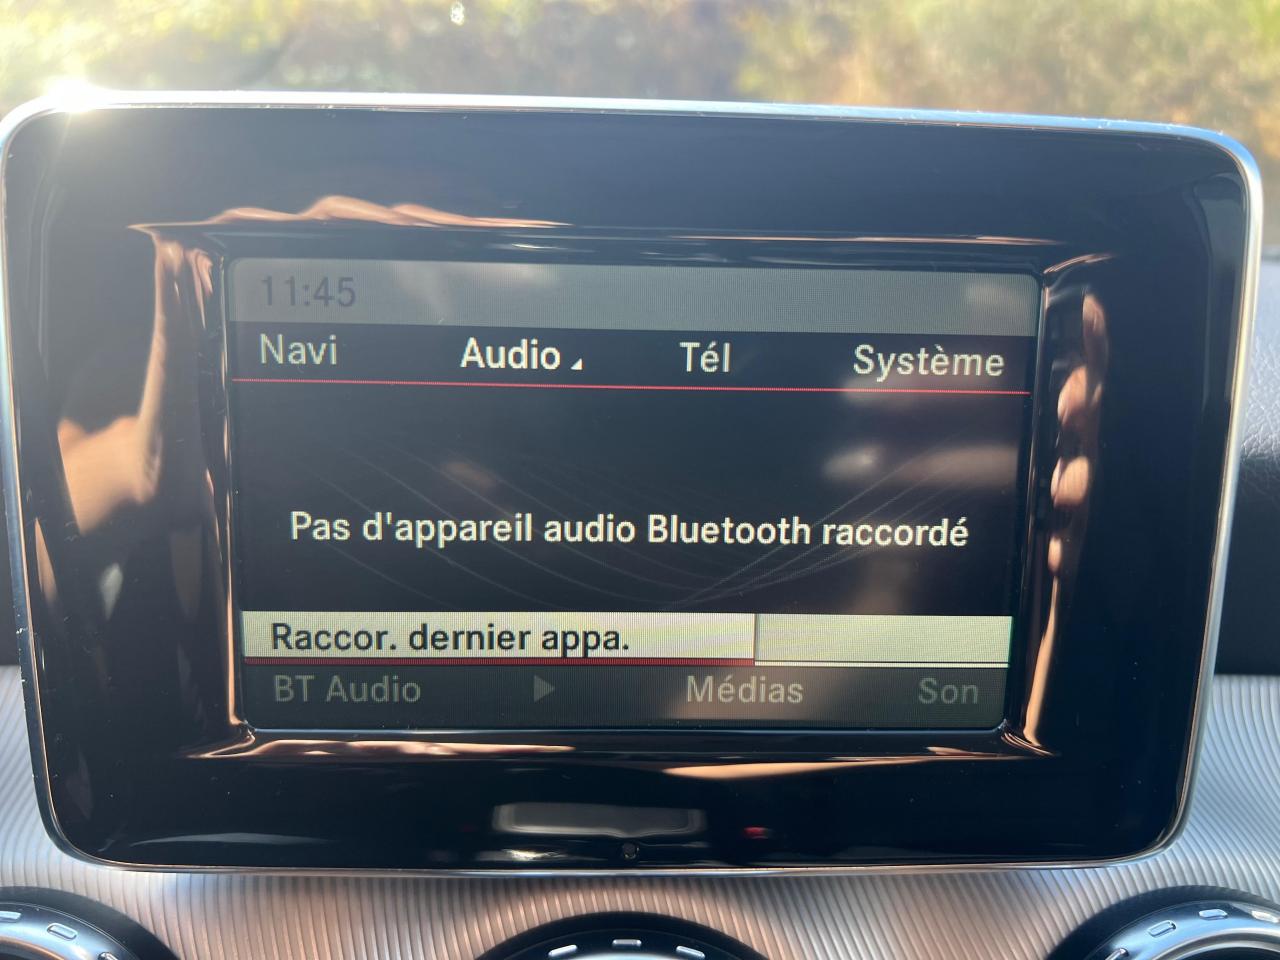 11:45
Navi Audio Tél Système
Pas d'appareil audio Bluetooth raccordé
Raccor. dernier appa.
BT Audio Médias Son